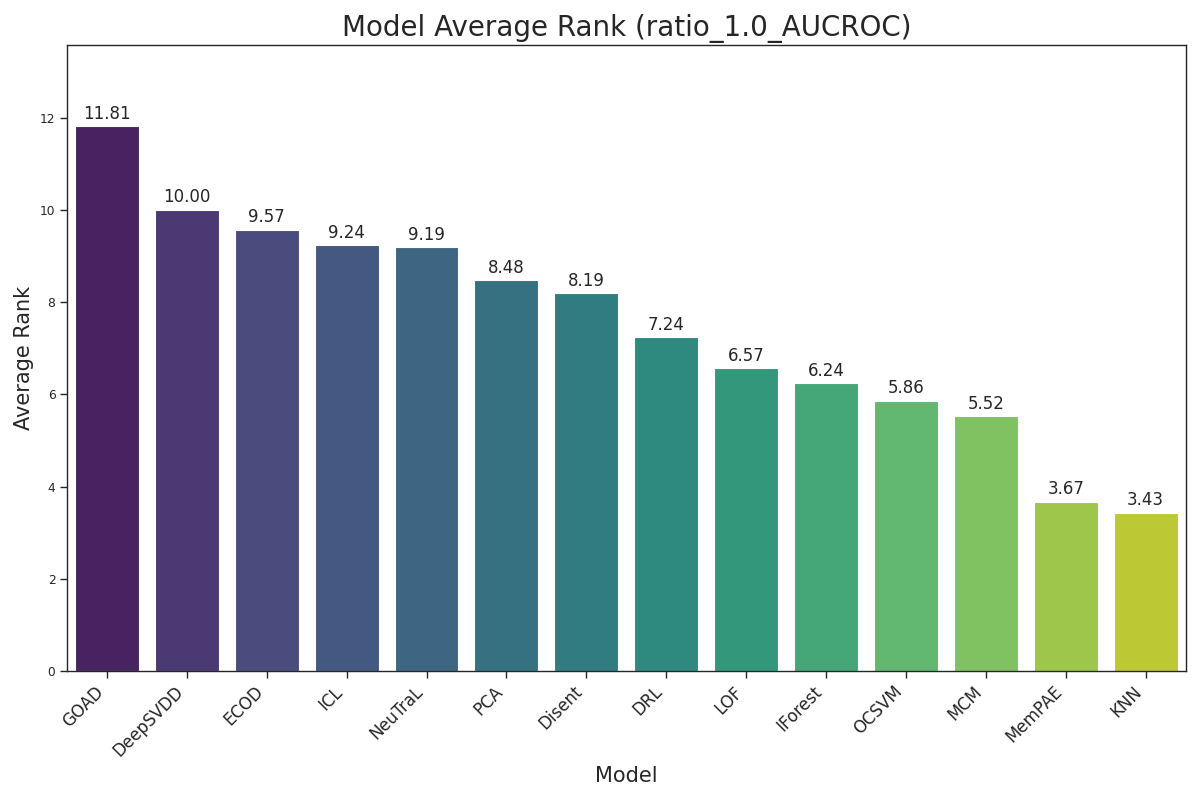 Model Average Rank (ratio_1.0_AUCROC)
Average Rank
12
10
8
6
4
2
0
11.81
10.00
9.57
9.24
9.19
8.48
8.19
7.24
6.57
6.24
5.86
5.52
3.67
3.43
GOAD
DeepSVDD
ECOD
ICL
NeuTraL
PCA
Disent
DRL
LOF
IForest
OCSVM
MCM
MemPAE
KNN
Model